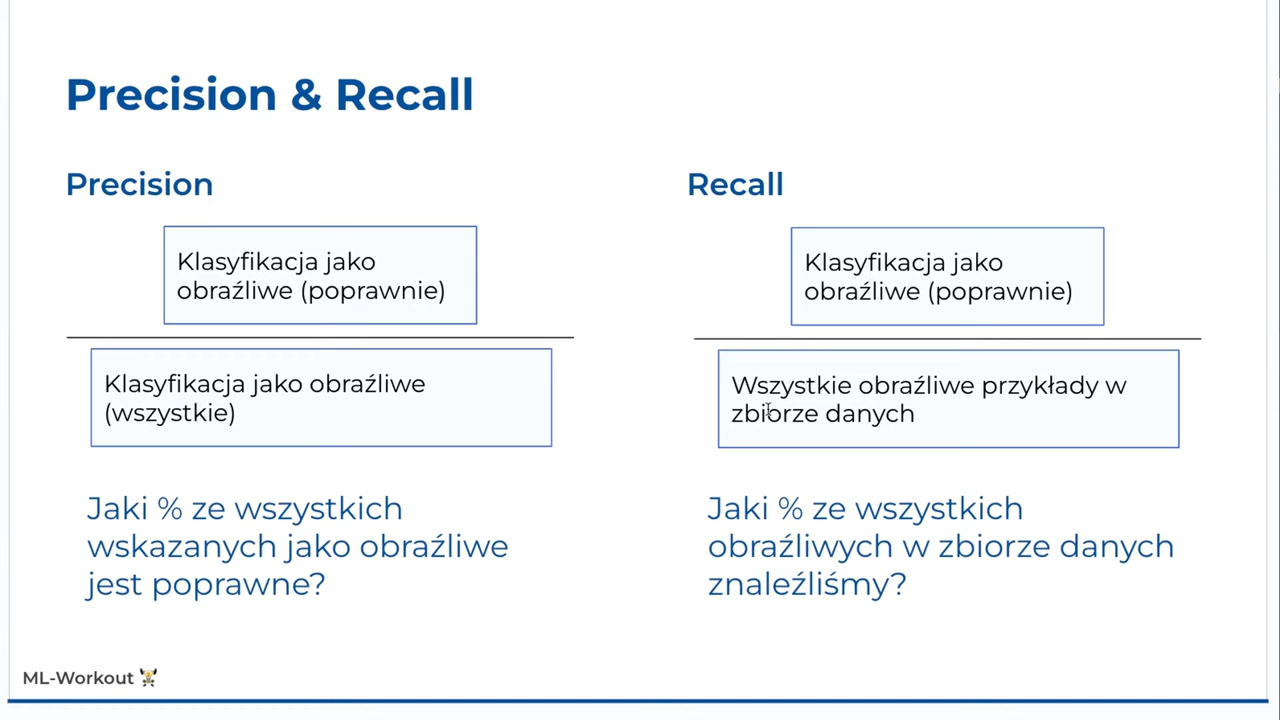 Precision & Recall
Precision
Klasyfikacja jako
obraźliwe (poprawnie)
Klasyfikacja jako obraźliwe
(wszystkie)
Jaki % ze wszystkich
wskazanych jako obraźliwe
jest poprawne?
Recall
Klasyfikacja jako
obraźliwe (poprawnie)
Wszystkie obraźliwe przykłady w
zbiorze danych
Jaki % ze wszystkich
obraźliwych w zbiorze danych
znaleźliśmy?
ML-Workout